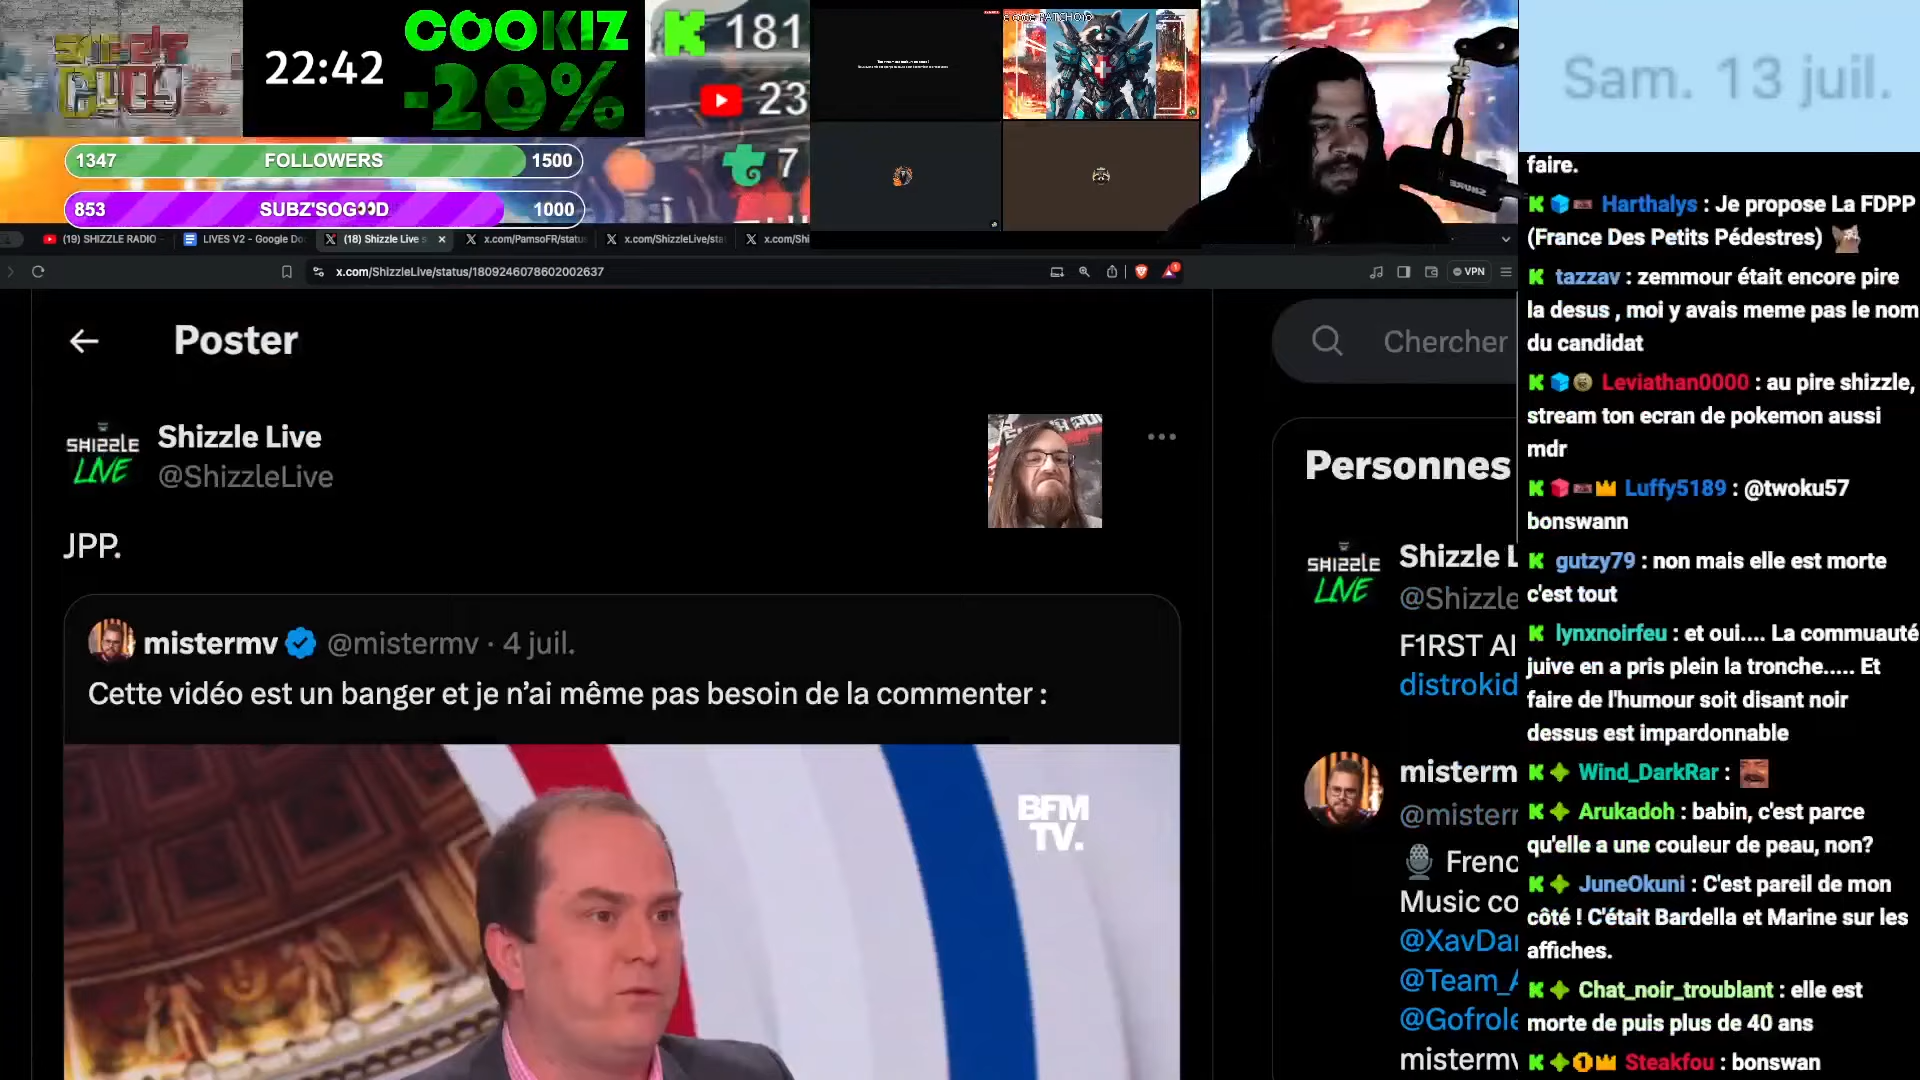 22:42
COOKIZ
-20%
181
23
7
1347 FOLLOWERS 1500
853 SUBZ'SOG👀D 1000
Sam. 13 juil.
(19) SHIZZLE RADIO -
LIVES V2 - Google Do
(18) Shizzle Live s
x.com/PamsoFR/statu
x.com/ShizzleLive/sta
x.com/Shi
x.com/ShizzleLive/status/1809246078602002637
VPN
Poster
Chercher
Shizzle Live
@ShizzleLive
SHIZZLE
LIVE
JPP.
mistermv @mistermv · 4 juil.
Cette vidéo est un banger et je n'ai même pas besoin de la commenter :
BFM
TV.
Personnes
SHIZZLE
LIVE
Shizzle L
@Shizzle
F1RST Al
distrokid
misterm
@misterr
🎙️ Frenc
Music co
@XavDar
@Team_A
@Gofrole
mistermv
faire.
Harthalys : Je propose La FDPP
(France Des Petits Pédestres)
tazzav : zemmour était encore pire
la desus , moi y avais meme pas le nom
du candidat
Leviathan0000 : au pire shizzle,
stream ton ecran de pokemon aussi
mdr
Luffy5189 : @twoku57
bonswann
gutzy79 : non mais elle est morte
c'est tout
lynxnoirfeu : et oui.... La commuauté
juive en a pris plein la tronche..... Et
faire de l'humour soit disant noir
dessus est impardonnable
Wind_DarkRar :
Arukadoh : babin, c'est parce
qu'elle a une couleur de peau, non?
JuneOkuni : C'est pareil de mon
côté ! C'était Bardella et Marine sur les
affiches.
Chat_noir_troublant : elle est
morte de puis plus de 40 ans
Steakfou : bonswan